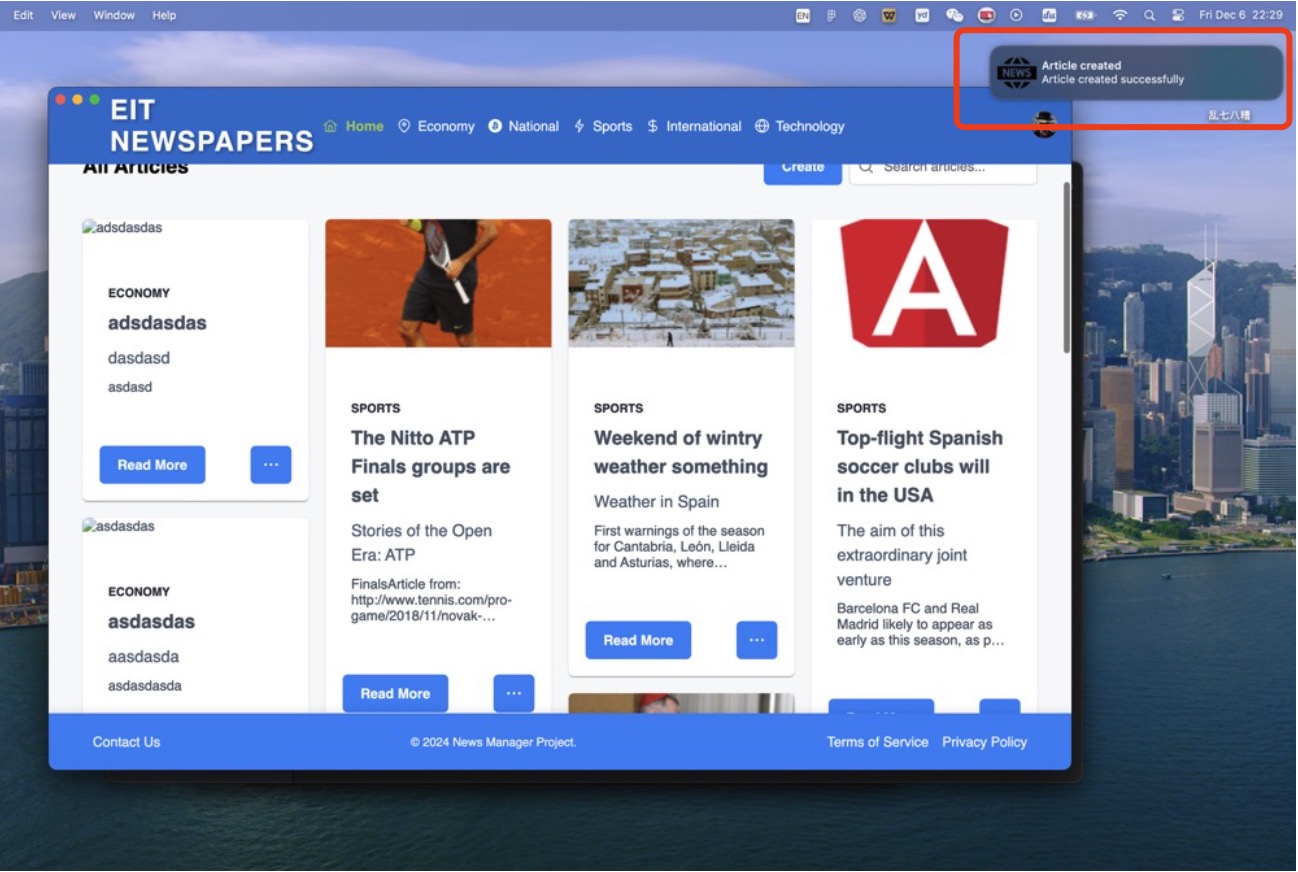 Edit View Window Help
EN
W
yd
du
Fri Dec 6 22:29
NEWS
Article created
Article created successfully
乱七八糟
EIT
NEWSPAPERS
Home Economy National Sports International Technology
All Articles
Create
Search articles...
adsdasdas
ECONOMY
adsdasdas
dasdasd
asdasd
Read More
...
asdasdas
ECONOMY
asdasdas
aasdasda
asdasdasda
SPORTS
The Nitto ATP
Finals groups are
set
Stories of the Open
Era: ATP
FinalsArticle from:
http://www.tennis.com/pro-
game/2018/11/novak-...
Read More
...
SPORTS
Weekend of wintry
weather something
Weather in Spain
First warnings of the season
for Cantabria, León, Lleida
and Asturias, where...
Read More
...
A
SPORTS
Top-flight Spanish
soccer clubs will
in the USA
The aim of this
extraordinary joint
venture
Barcelona FC and Real
Madrid likely to appear as
early as this season, as p...
Contact Us
© 2024 News Manager Project.
Terms of Service Privacy Policy